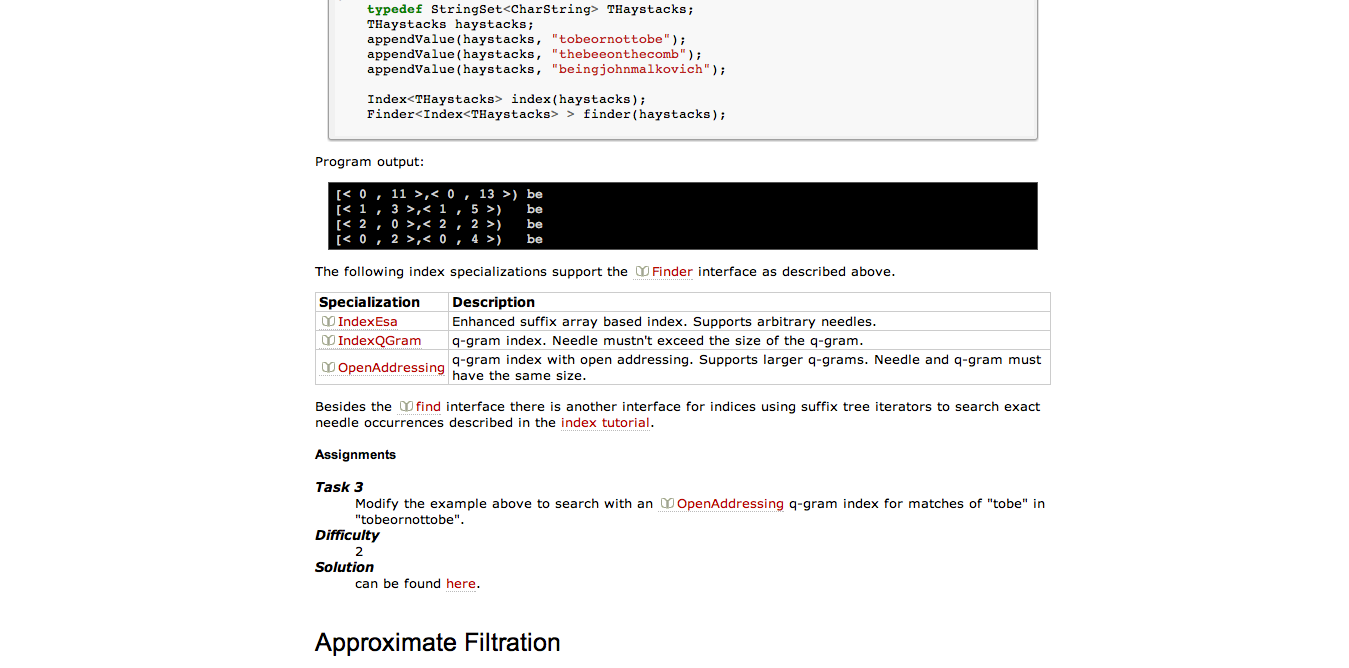 typedef StringSet<CharString> THaystacks;
THaystacks haystacks;
appendValue(haystacks, "tobeornottobe");
appendValue(haystacks, "thebeeonthecomb");
appendValue(haystacks, "beingjohnmalkovich");
Index<THaystacks> index(haystacks);
Finder<Index<THaystacks> > finder(haystacks);
Program output:
[< 0 , 11 >,< 0 , 13 >) be
[< 1 , 3 >,< 1 , 5 >)   be
[< 2 , 0 >,< 2 , 2 >)   be
[< 0 , 2 >,< 0 , 4 >)   be
The following index specializations support the Finder interface as described above.
Specialization Description
IndexEsa Enhanced suffix array based index. Supports arbitrary needles.
IndexQGram q-gram index. Needle mustn't exceed the size of the q-gram.
OpenAddressing q-gram index with open addressing. Supports larger q-grams. Needle and q-gram must
have the same size.
Besides the find interface there is another interface for indices using suffix tree iterators to search exact
needle occurrences described in the index tutorial.
Assignments
Task 3
Modify the example above to search with an OpenAddressing q-gram index for matches of "tobe" in
"tobeornottobe".
Difficulty
2
Solution
can be found here.
Approximate Filtration